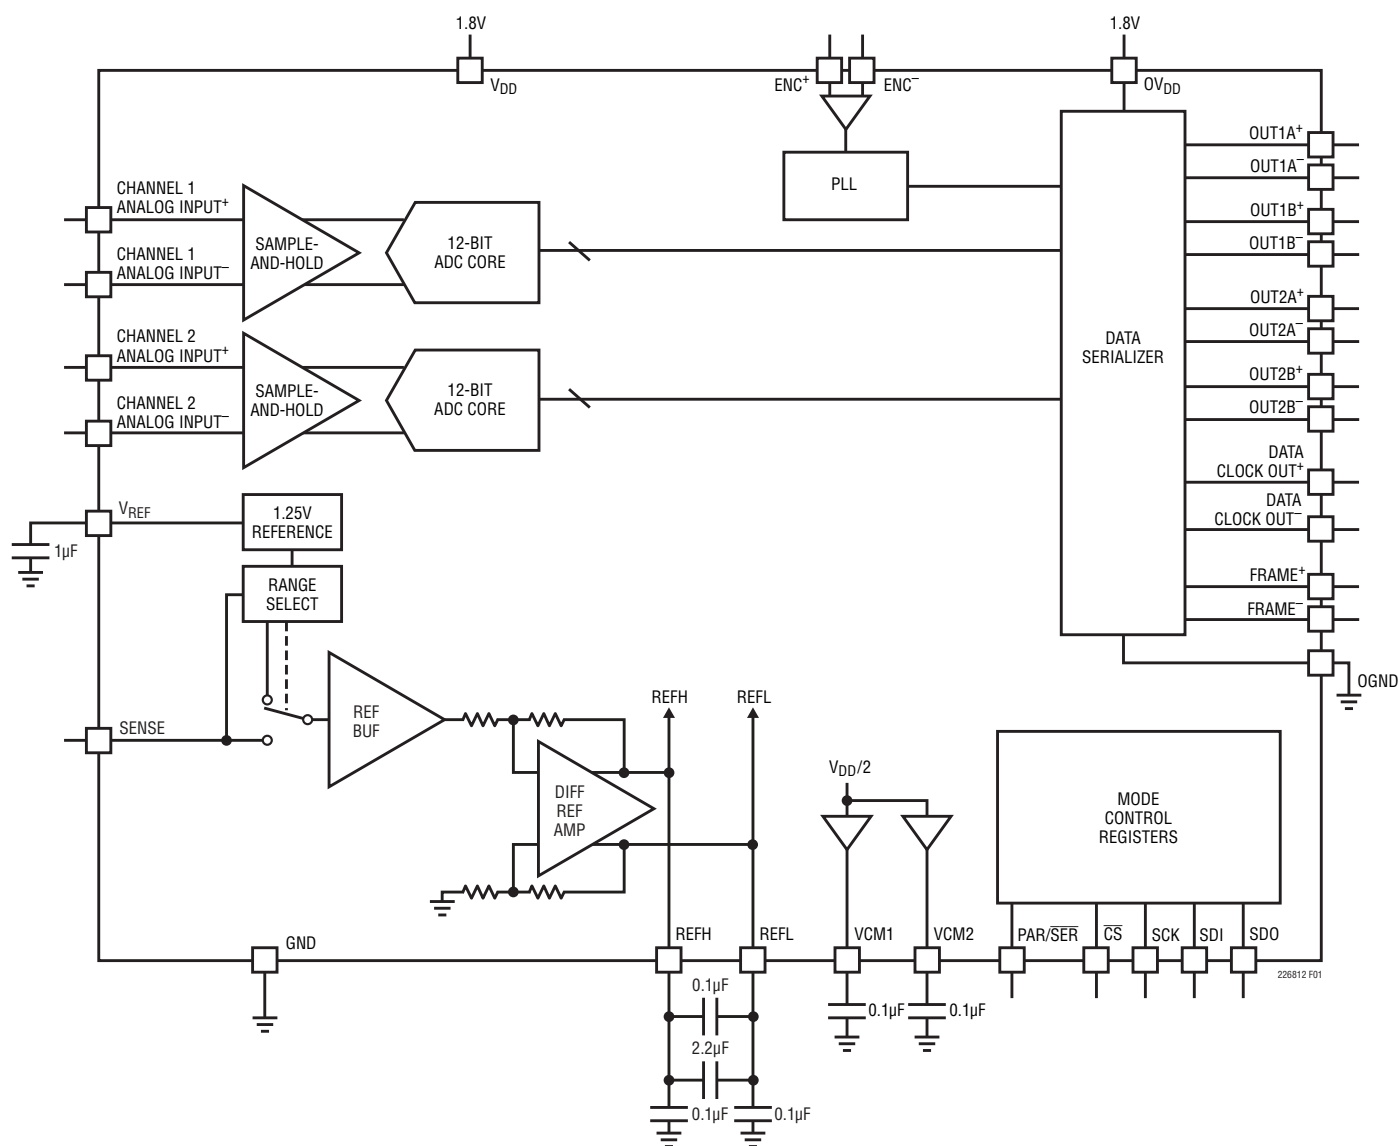 1.8V
1.8V
VDD
ENC+
ENC–
OVDD
OUT1A+
OUT1A–
OUT1B+
OUT1B–
OUT2A+
OUT2A–
OUT2B+
OUT2B–
DATA
CLOCK OUT+
DATA
CLOCK OUT–
FRAME+
FRAME–
OGND
PLL
DATA
SERIALIZER
CHANNEL 1
ANALOG INPUT+
CHANNEL 1
ANALOG INPUT–
SAMPLE-
AND-HOLD
12-BIT
ADC CORE
CHANNEL 2
ANALOG INPUT+
CHANNEL 2
ANALOG INPUT–
SAMPLE-
AND-HOLD
12-BIT
ADC CORE
VREF
1µF
1.25V
REFERENCE
RANGE
SELECT
SENSE
REF
BUF
DIFF
REF
AMP
REFH
REFL
VDD/2
MODE
CONTROL
REGISTERS
GND
REFH
REFL
VCM1
VCM2
PAR/SER
CS
SCK
SDI
SDO
226812 F01
0.1µF
2.2µF
0.1µF
0.1µF
0.1µF
0.1µF